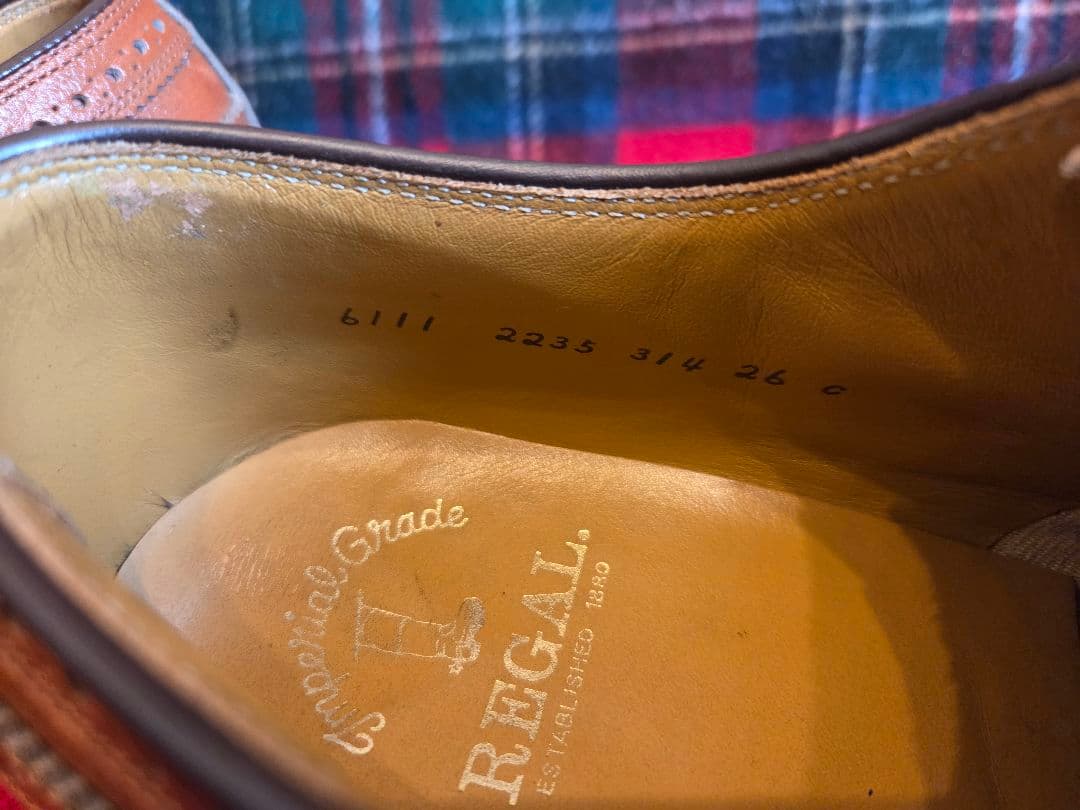 6111 2235 314 26 C
Imperial Grade
REGAL.
ESTABLISHED 1880